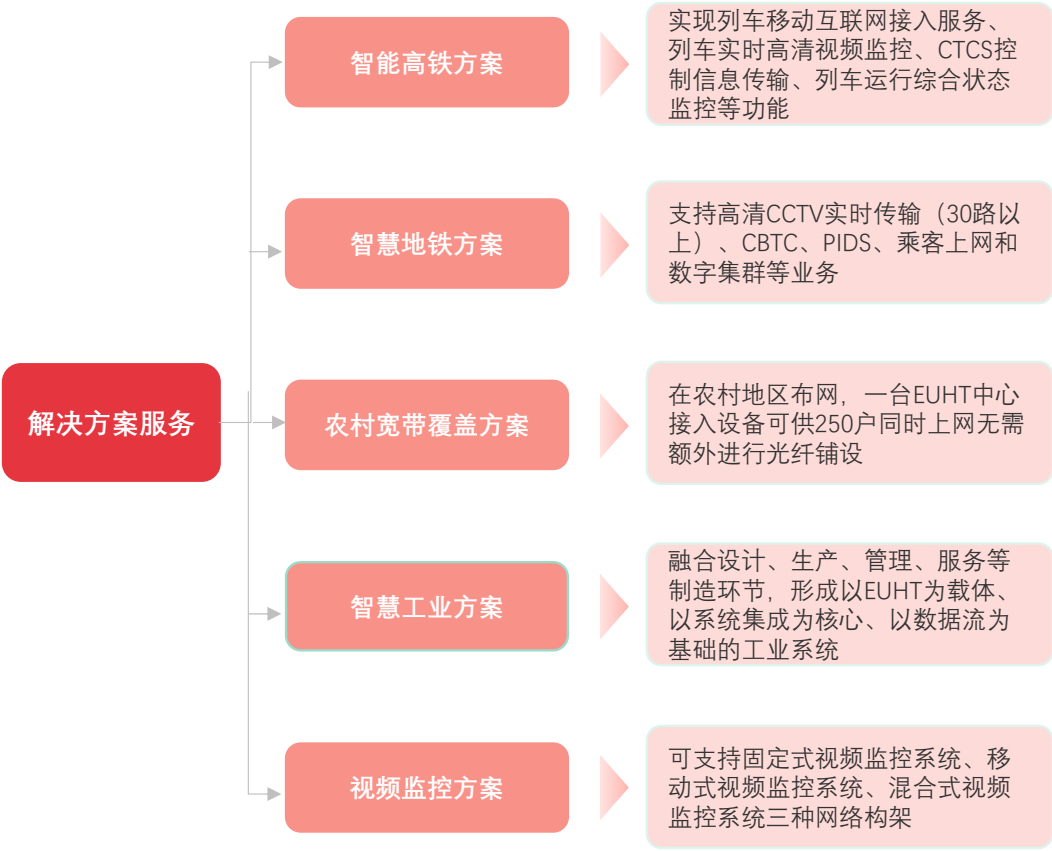 解决方案服务
智能高铁方案
实现列车移动互联网接入服务、
列车实时高清视频监控、CTCS控
制信息传输、列车运行综合状态
监控等功能
智慧地铁方案
支持高清CCTV实时传输（30路以
上）、CBTC、PIDS、乘客上网和
数字集群等业务
农村宽带覆盖方案
在农村地区布网，一台EUHT中心
接入设备可供250户同时上网无需
额外进行光纤铺设
智慧工业方案
融合设计、生产、管理、服务等
制造环节，形成以EUHT为载体、
以系统集成为核心、以数据流为
基础的工业系统
视频监控方案
可支持固定式视频监控系统、移
动式视频监控系统、混合式视频
监控系统三种网络构架